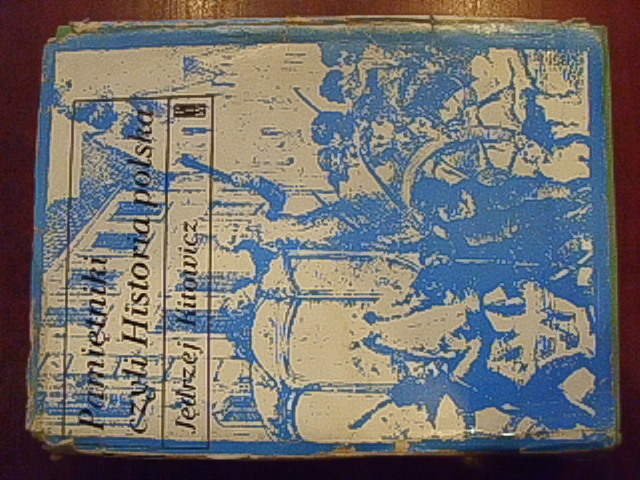 Pamiętniki
czyli Historia polska
Jędrzej Kitowicz